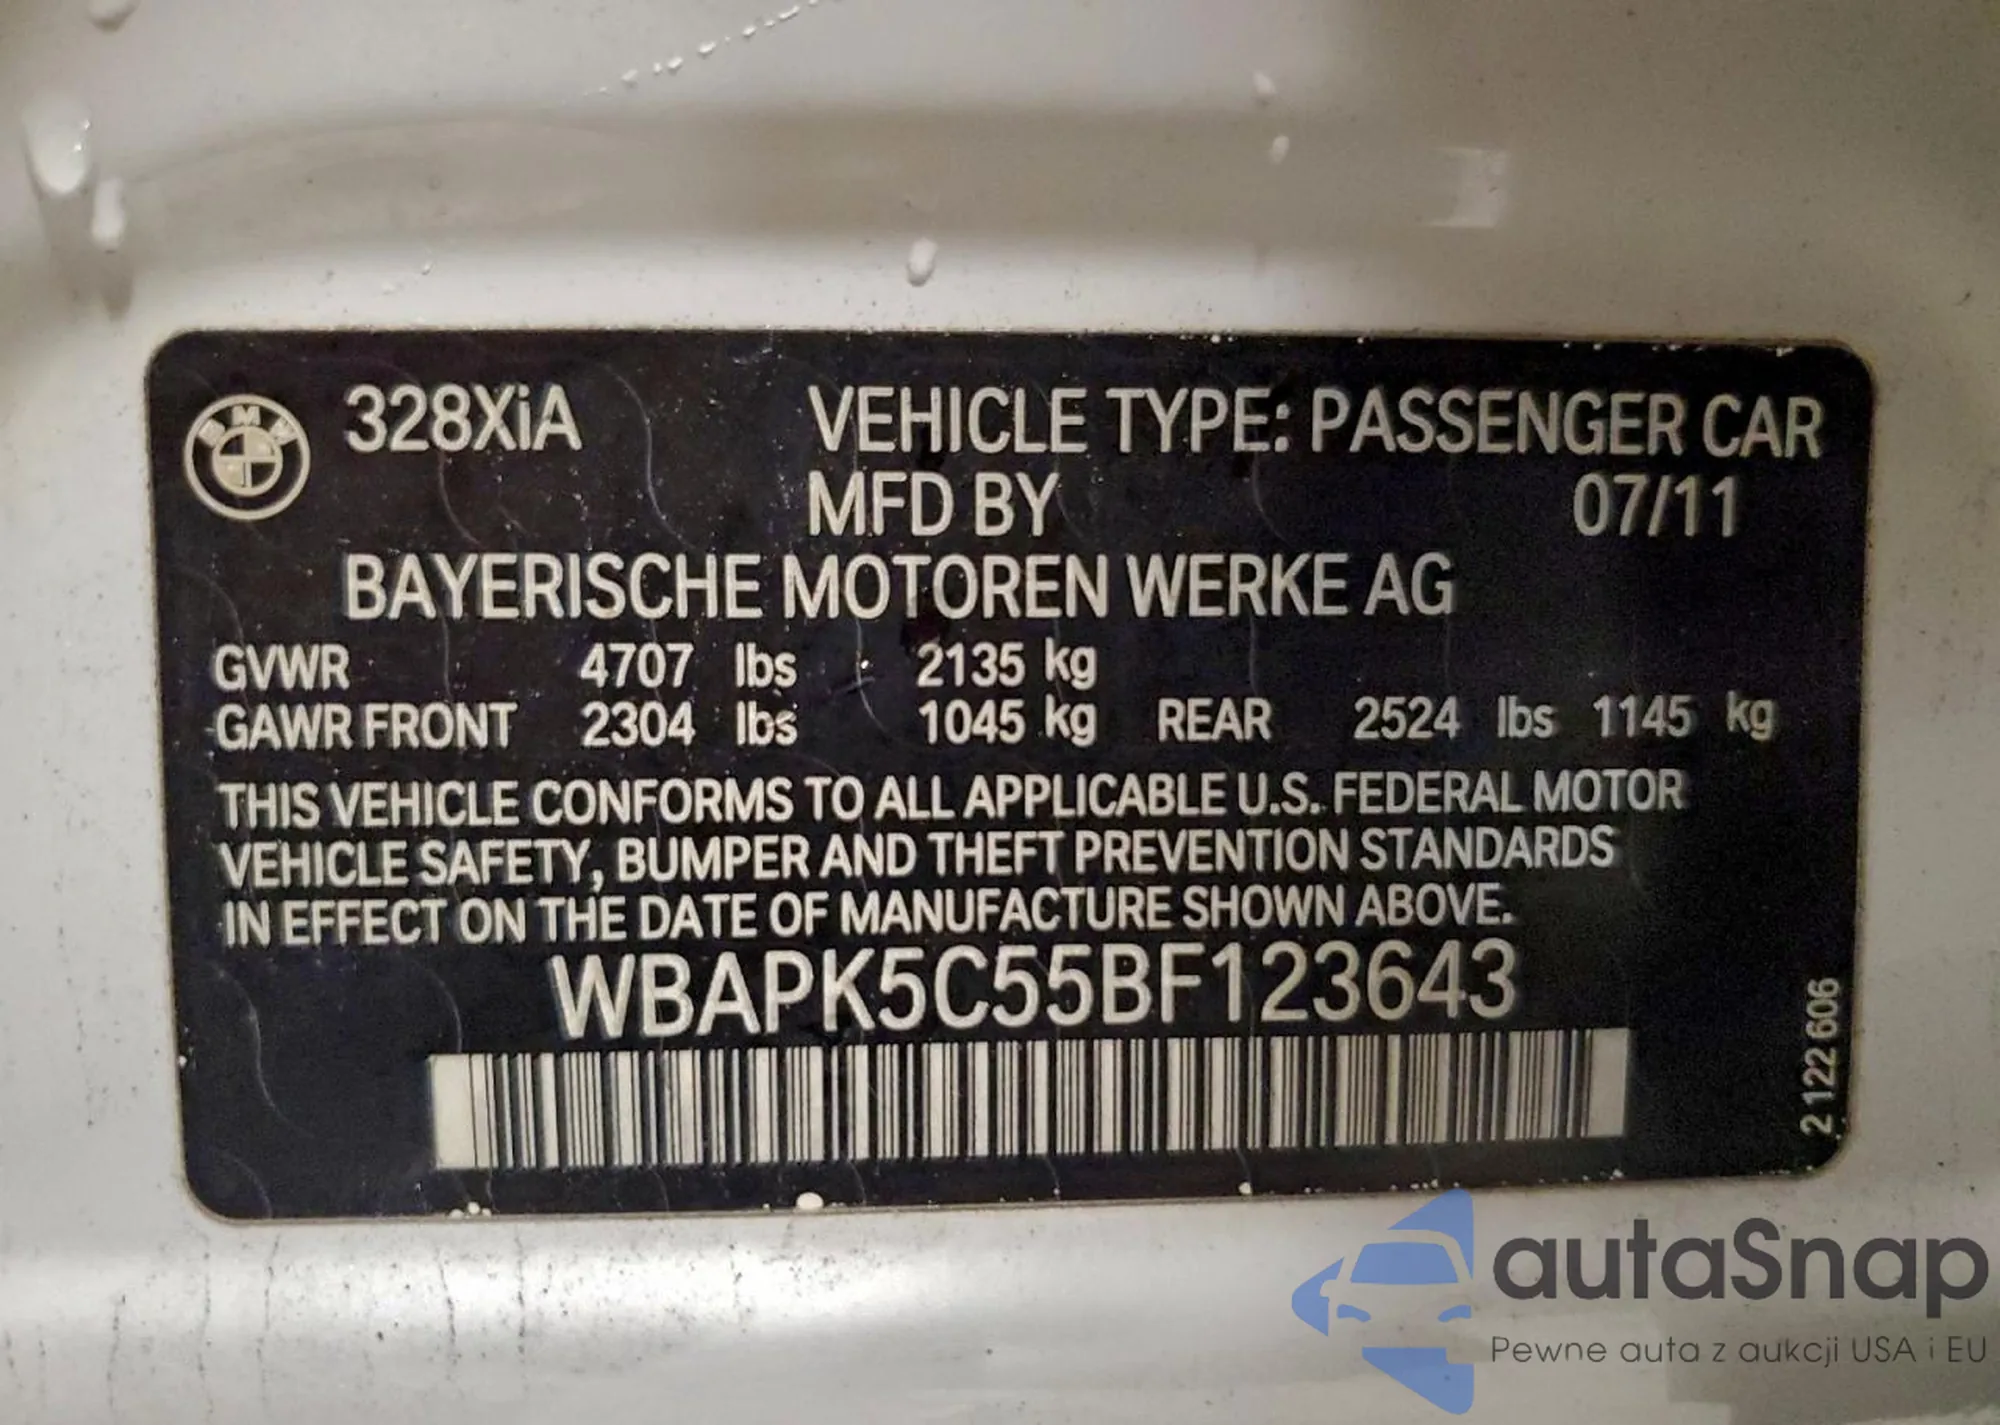 BMW 328XiA VEHICLE TYPE: PASSENGER CAR
MFD BY 07/11
BAYERISCHE MOTOREN WERKE AG
GVWR 4707 lbs 2135 kg
GAWR FRONT 2304 lbs 1045 kg REAR 2524 lbs 1145 kg
THIS VEHICLE CONFORMS TO ALL APPLICABLE U.S. FEDERAL MOTOR
VEHICLE SAFETY, BUMPER AND THEFT PREVENTION STANDARDS
IN EFFECT ON THE DATE OF MANUFACTURE SHOWN ABOVE.
WBAPK5C55BF123643
2 122 606
autaSnap
Pewne auta z aukcji USA i EU